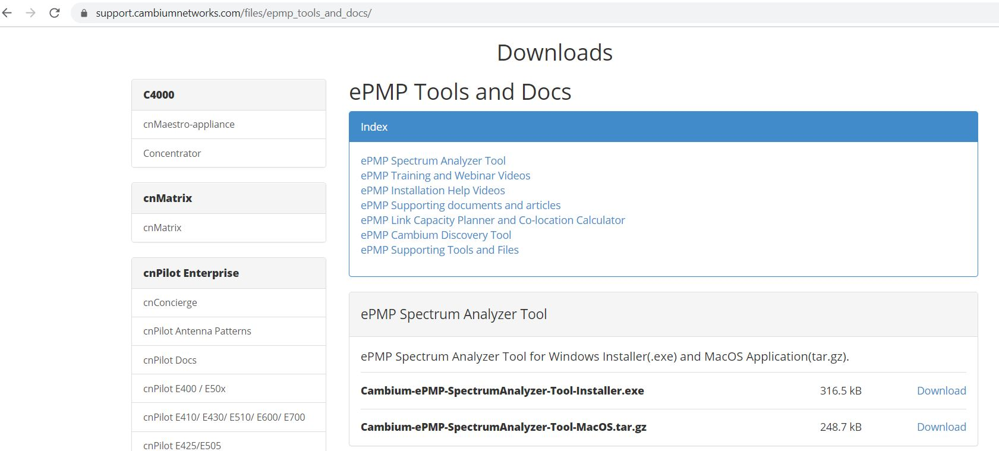 support.cambiumnetworks.com/files/epmp_tools_and_docs/
Downloads
C4000
cnMaestro-appliance
Concentrator
cnMatrix
cnMatrix
cnPilot Enterprise
cnConcierge
cnPilot Antenna Patterns
cnPilot Docs
cnPilot E400 / E50x
cnPilot E410/ E430/ E510/ E600/ E700
cnPilot E425/E505
ePMP Tools and Docs
Index
ePMP Spectrum Analyzer Tool
ePMP Training and Webinar Videos
ePMP Installation Help Videos
ePMP Supporting documents and articles
ePMP Link Capacity Planner and Co-location Calculator
ePMP Cambium Discovery Tool
ePMP Supporting Tools and Files
ePMP Spectrum Analyzer Tool
ePMP Spectrum Analyzer Tool for Windows Installer(.exe) and MacOS Application(tar.gz).
Cambium-ePMP-SpectrumAnalyzer-Tool-Installer.exe 316.5 kB Download
Cambium-ePMP-SpectrumAnalyzer-Tool-MacOS.tar.gz 248.7 kB Download